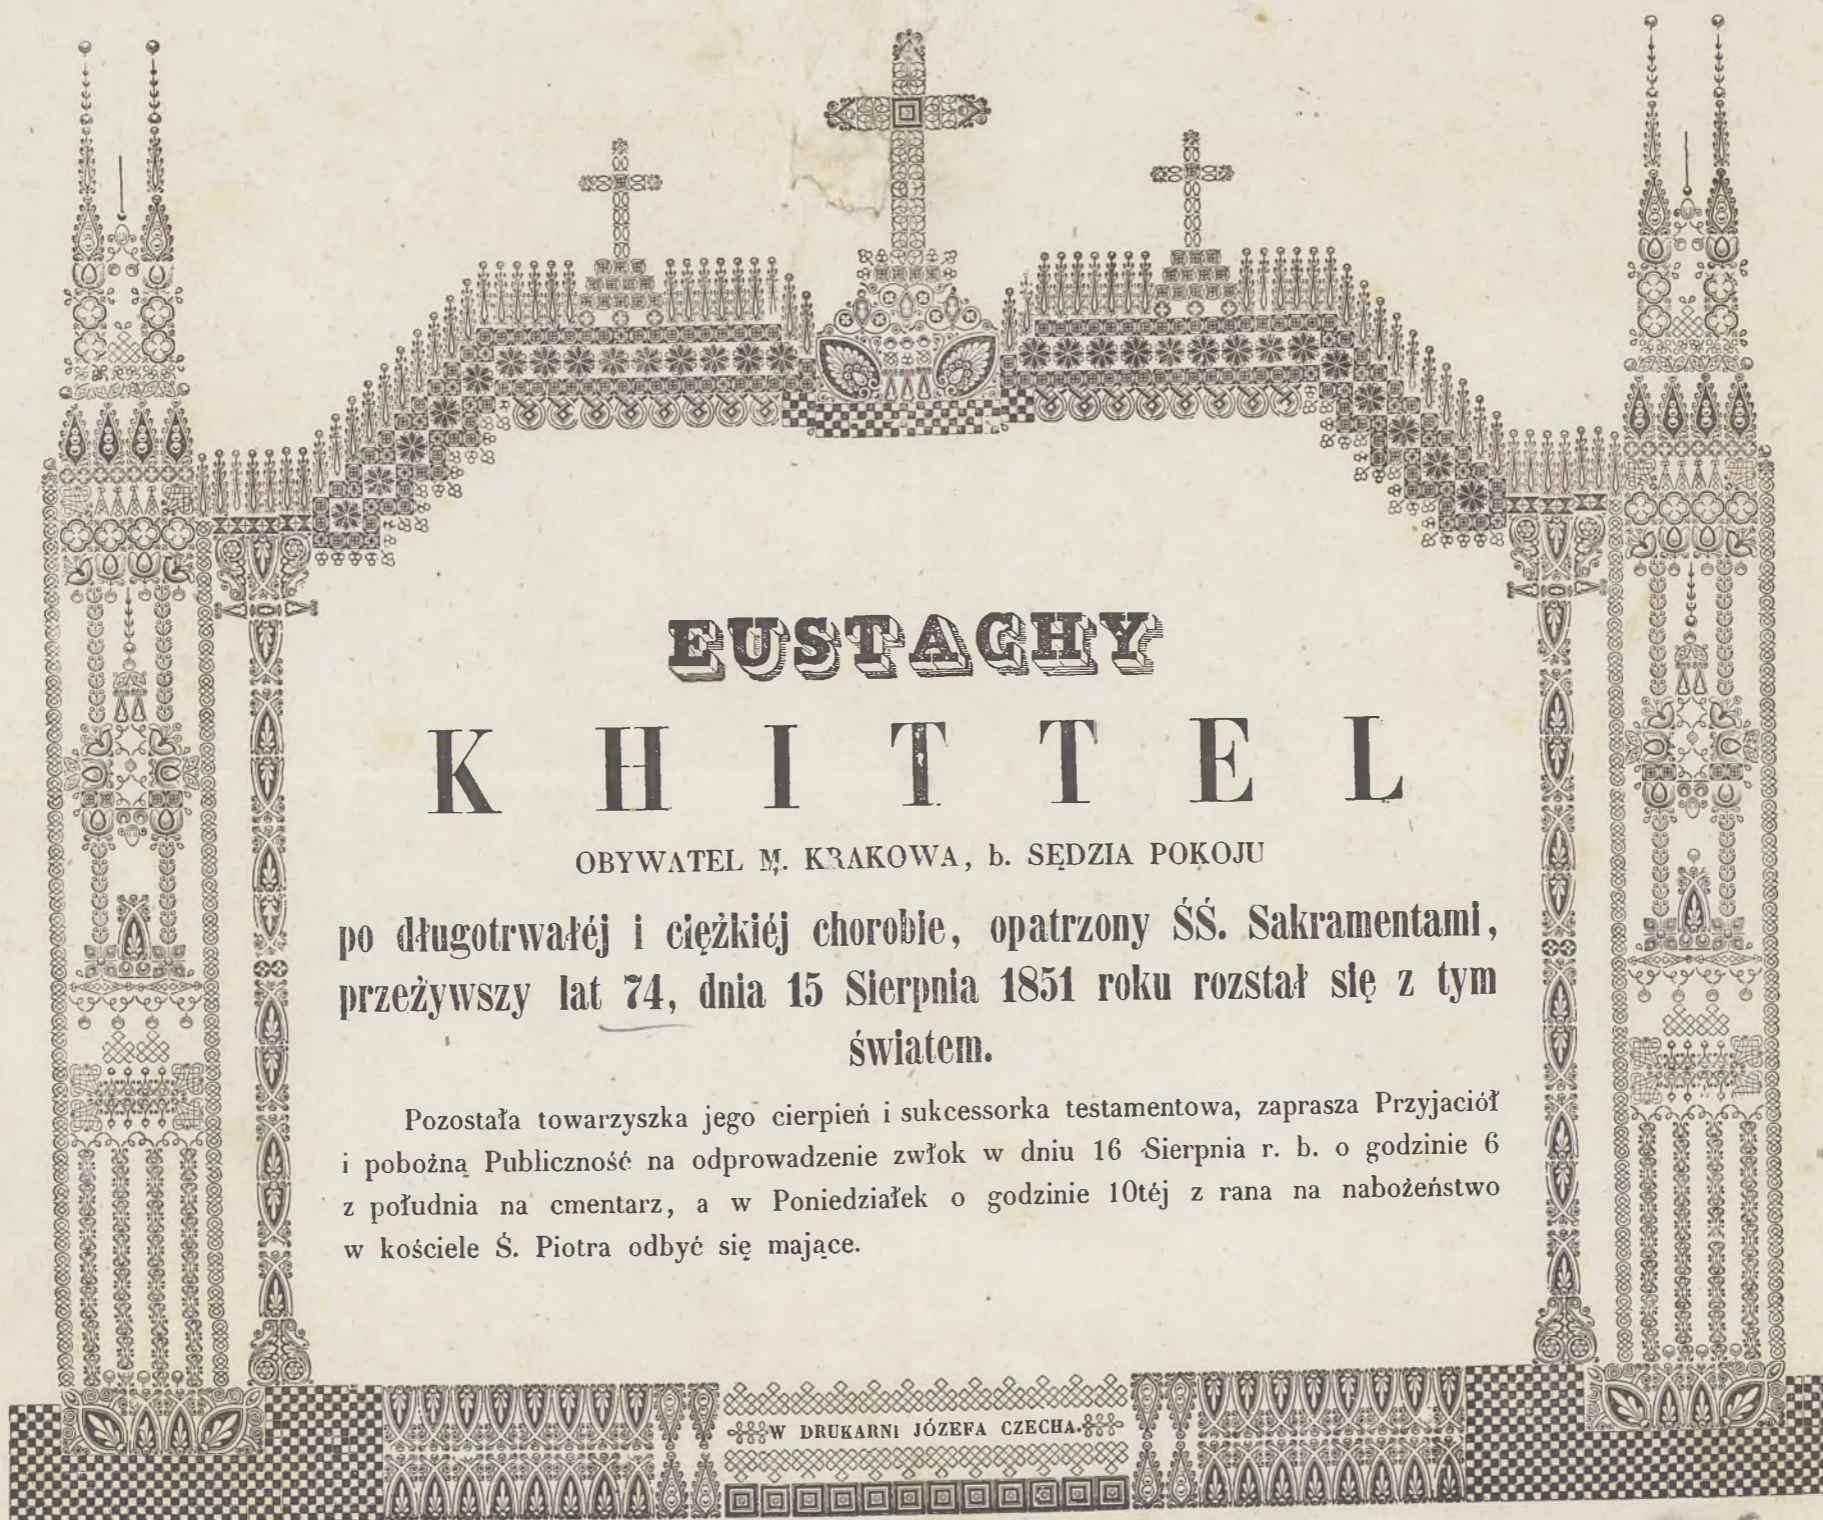 EUSTACHY
KHITTEL
OBYWATEL M. KRAKOWA, b. SĘDZIA POKOJU
po długotrwałéj i ciężkiéj chorobie, opatrzony ŚŚ. Sakramentami,
przeżywszy lat 74, dnia 15 Sierpnia 1851 roku rozstał się z tym
światem.
Pozostała towarzyszka jego cierpień i sukcessorka testamentowa, zaprasza Przyjaciół
i pobożną Publiczność na odprowadzenie zwłok w dniu 16 Sierpnia r. b. o godzinie 6
z południa na cmentarz, a w Poniedziałek o godzinie 10téj z rana na nabożeństwo
w kościele Ś. Piotra odbyć się mające.
W DRUKARNI JÓZEFA CZECHA.